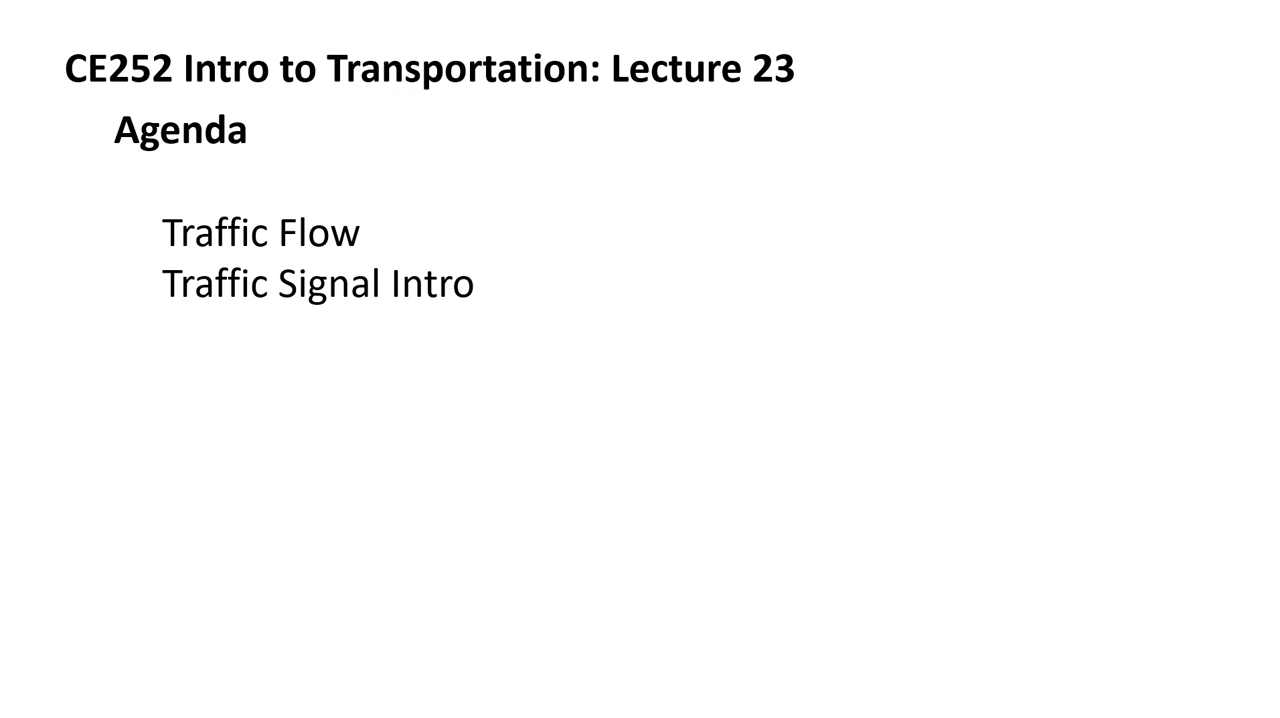 CE252 Intro to Transportation: Lecture 23
Agenda
Traffic Flow
Traffic Signal Intro